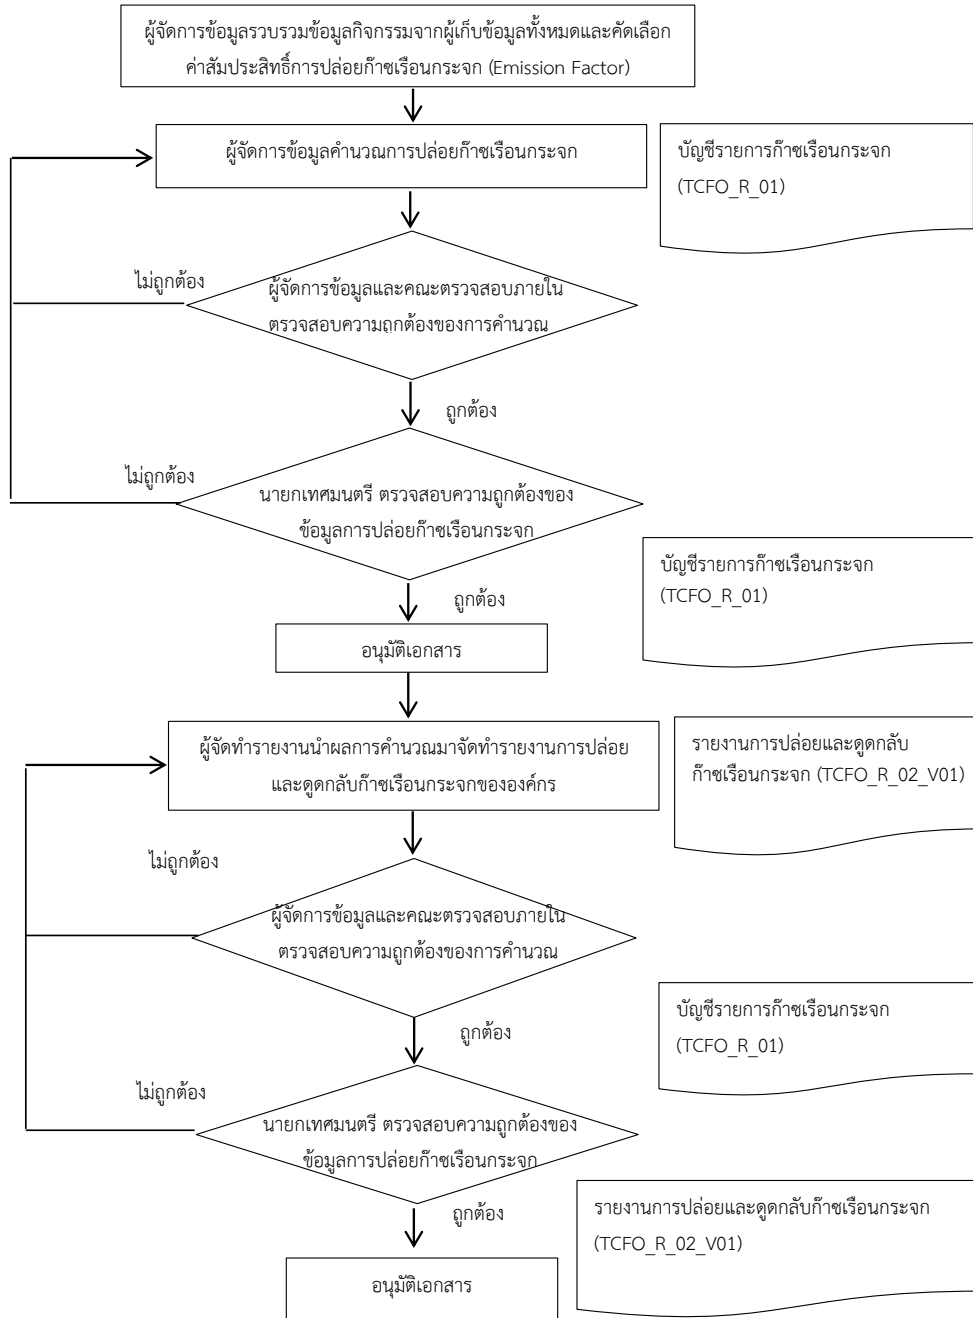 ผู้จัดการข้อมูลรวบรวมข้อมูลกิจกรรมจากผู้เก็บข้อมูลทั้งหมดและคัดเลือก
ค่าสัมประสิทธิ์การปล่อยก๊าซเรือนกระจก (Emission Factor)
ผู้จัดการข้อมูลคำนวณการปล่อยก๊าซเรือนกระจก
บัญชีรายการก๊าซเรือนกระจก
(TCFO_R_01)
ไม่ถูกต้อง
ผู้จัดการข้อมูลและคณะตรวจสอบภายใน
ตรวจสอบความถูกต้องของการคำนวณ
ถูกต้อง
ไม่ถูกต้อง
นายกเทศมนตรี ตรวจสอบความถูกต้องของ
ข้อมูลการปล่อยก๊าซเรือนกระจก
บัญชีรายการก๊าซเรือนกระจก
(TCFO_R_01)
ถูกต้อง
อนุมัติเอกสาร
ผู้จัดทำรายงานนำผลการคำนวณมาจัดทำรายงานการปล่อย
และดูดกลับก๊าซเรือนกระจกขององค์กร
รายงานการปล่อยและดูดกลับ
ก๊าซเรือนกระจก (TCFO_R_02_V01)
ไม่ถูกต้อง
ผู้จัดการข้อมูลและคณะตรวจสอบภายใน
ตรวจสอบความถูกต้องของการคำนวณ
บัญชีรายการก๊าซเรือนกระจก
(TCFO_R_01)
ถูกต้อง
ไม่ถูกต้อง
นายกเทศมนตรี ตรวจสอบความถูกต้องของ
ข้อมูลการปล่อยก๊าซเรือนกระจก
รายงานการปล่อยและดูดกลับก๊าซเรือนกระจก
(TCFO_R_02_V01)
ถูกต้อง
อนุมัติเอกสาร